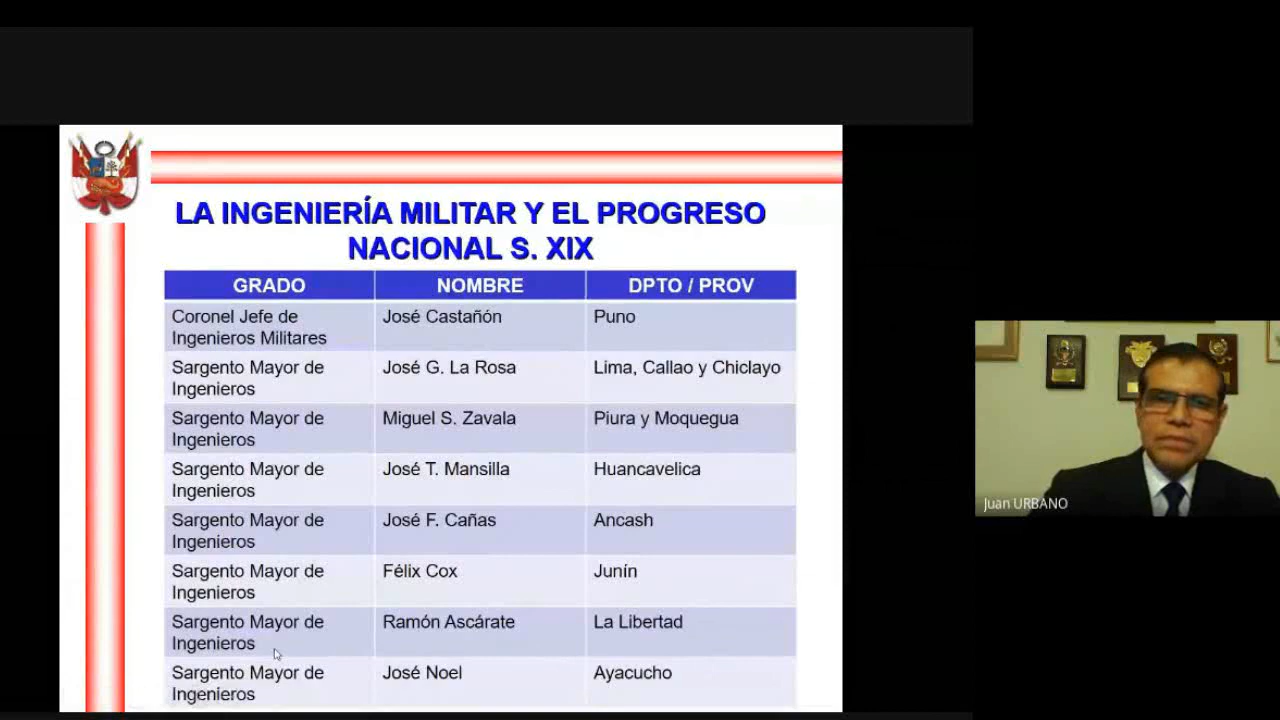 LA INGENIERÍA MILITAR Y EL PROGRESO
NACIONAL S. XIX
GRADO NOMBRE DPTO / PROV
Coronel Jefe de
Ingenieros Militares
José Castañón
Puno
Sargento Mayor de
Ingenieros
José G. La Rosa
Lima, Callao y Chiclayo
Sargento Mayor de
Ingenieros
Miguel S. Zavala
Piura y Moquegua
Sargento Mayor de
Ingenieros
José T. Mansilla
Huancavelica
Sargento Mayor de
Ingenieros
José F. Cañas
Ancash
Sargento Mayor de
Ingenieros
Félix Cox
Junín
Sargento Mayor de
Ingenieros
Ramón Ascárate
La Libertad
Sargento Mayor de
Ingenieros
José Noel
Ayacucho
Juan URBANO